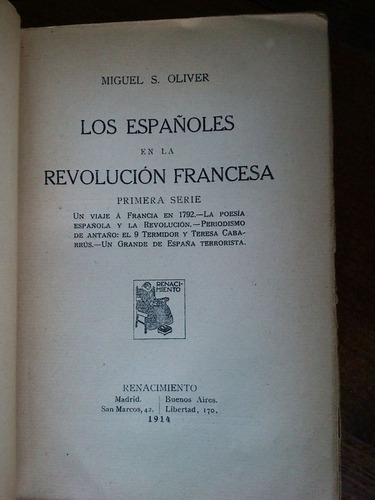 MIGUEL S. OLIVER
LOS ESPAÑOLES
EN LA
REVOLUCIÓN FRANCESA
PRIMERA SERIE
UN VIAJE Á FRANCIA EN 1792.—LA POESÍA
ESPAÑOLA Y LA REVOLUCIÓN.—PERIODISMO
DE ANTAÑO: EL 9 TERMIDOR Y TERESA CABA-
RRÚS.—UN GRANDE DE ESPAÑA TERRORISTA.
RENACI-
MIENTO
RENACIMIENTO
Madrid. Buenos Aires.
San Marcos, 42. Libertad, 170.
1914